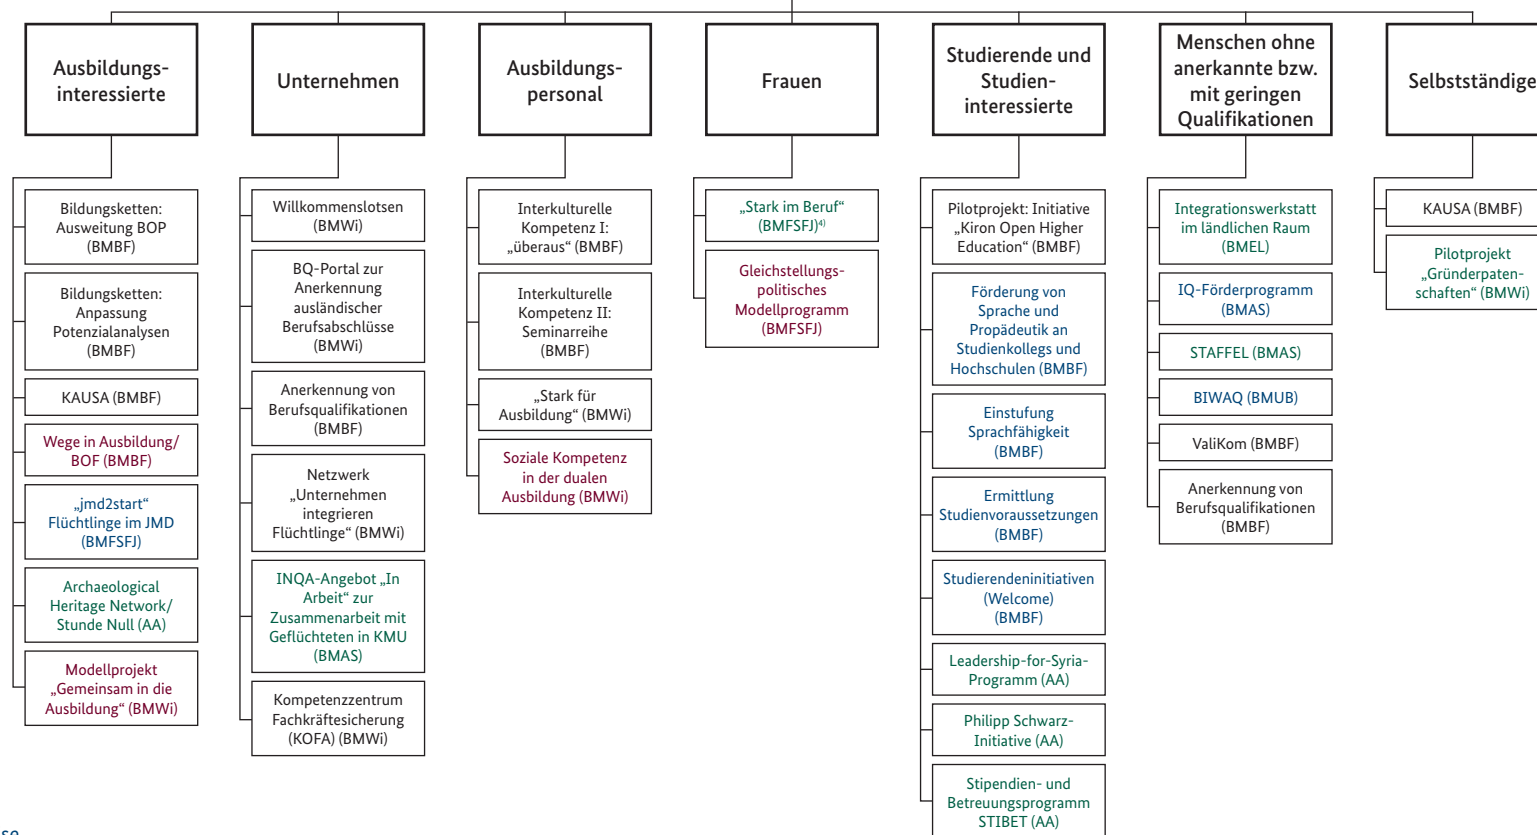 Ausbildungs-
interessierte
Unternehmen
Ausbildungs-
personal
Frauen
Studierende und
Studien-
interessierte
Menschen ohne
anerkannte bzw.
mit geringen
Qualifikationen
Selbstständige
Bildungsketten:
Ausweitung BOP
(BMBF)
Bildungsketten:
Anpassung
Potenzialanalysen
(BMBF)
KAUSA (BMBF)
Wege in Ausbildung/
BOF (BMBF)
„jmd2start“
Flüchtlinge im JMD
(BMFSFJ)
Archaeological
Heritage Network/
Stunde Null (AA)
Modellprojekt
„Gemeinsam in die
Ausbildung“ (BMWi)
Willkommenslotsen
(BMWi)
BQ-Portal zur
Anerkennung
ausländischer
Berufsabschlüsse
(BMWi)
Anerkennung von
Berufsqualifikationen
(BMBF)
Netzwerk
„Unternehmen
integrieren
Flüchtlinge“ (BMWi)
INQA-Angebot „In
Arbeit“ zur
Zusammenarbeit mit
Geflüchteten in KMU
(BMAS)
Kompetenzzentrum
Fachkräftesicherung
(KOFA) (BMWi)
Interkulturelle
Kompetenz I:
„überaus“ (BMBF)
Interkulturelle
Kompetenz II:
Seminarreihe
(BMBF)
„Stark für
Ausbildung“ (BMWi)
Soziale Kompetenz
in der dualen
Ausbildung (BMWi)
„Stark im Beruf“
(BMFSFJ)⁴⁾
Gleichstellungs-
politisches
Modellprogramm
(BMFSFJ)
Pilotprojekt: Initiative
„Kiron Open Higher
Education“ (BMBF)
Förderung von
Sprache und
Propädeutik an
Studienkollegs und
Hochschulen (BMBF)
Einstufung
Sprachfähigkeit
(BMBF)
Ermittlung
Studienvoraussetzungen
(BMBF)
Studierendeninitiativen
(Welcome)
(BMBF)
Leadership-for-Syria-
Programm (AA)
Philipp Schwarz-
Initiative (AA)
Stipendien- und
Betreuungsprogramm
STIBET (AA)
Integrationswerkstatt
im ländlichen Raum
(BMEL)
IQ-Förderprogramm
(BMAS)
STAFFEL (BMAS)
BIWAQ (BMUB)
ValiKom (BMBF)
Anerkennung von
Berufsqualifikationen
(BMBF)
KAUSA (BMBF)
Pilotprojekt
„Gründerpaten-
schaften“ (BMWi)